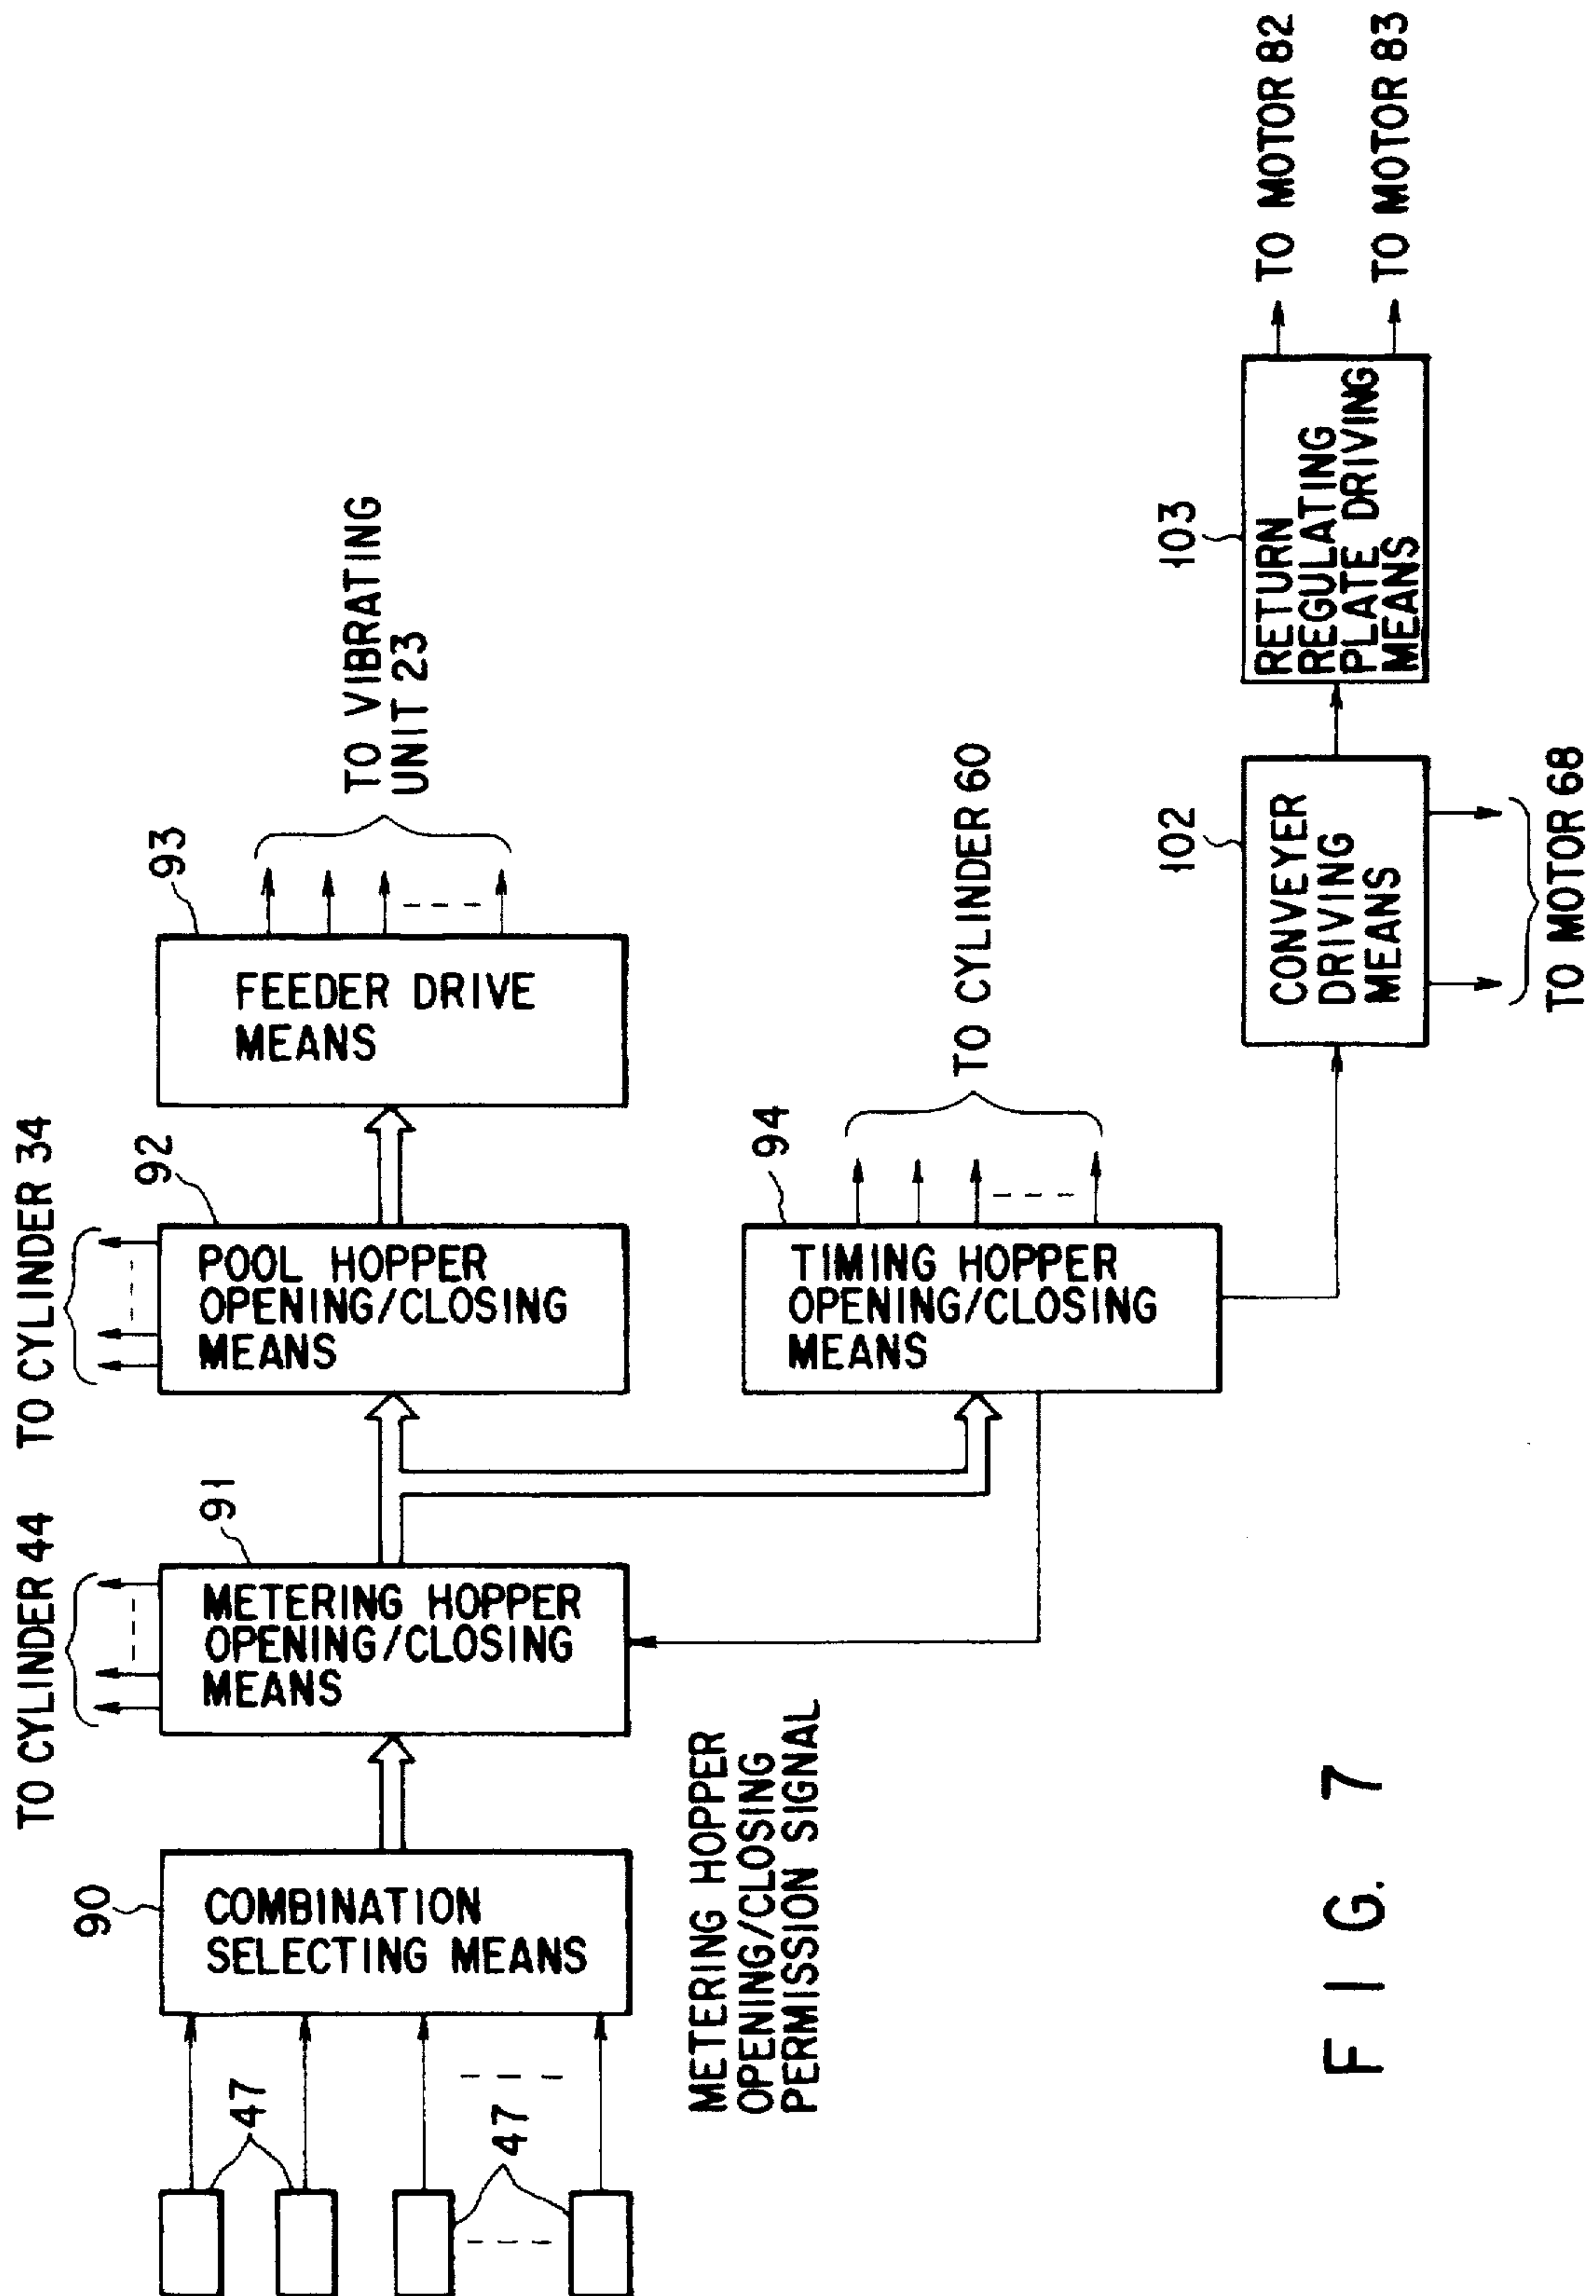 TO CYLINDER 44
TO CYLINDER 34
90
91
92
93
47
COMBINATION
SELECTING MEANS
METERING HOPPER
OPENING/CLOSING
MEANS
POOL HOPPER
OPENING/CLOSING
MEANS
FEEDER DRIVE
MEANS
TO VIBRATING
UNIT 23
47
METERING HOPPER
OPENING/CLOSING
PERMISSION SIGNAL
94
TIMING HOPPER
OPENING/CLOSING
MEANS
TO CYLINDER 60
102
CONVEYER
DRIVING
MEANS
TO MOTOR 68
103
RETURN
REGULATING
PLATE DRIVING
MEANS
TO MOTOR 82
TO MOTOR 83
FIG. 7